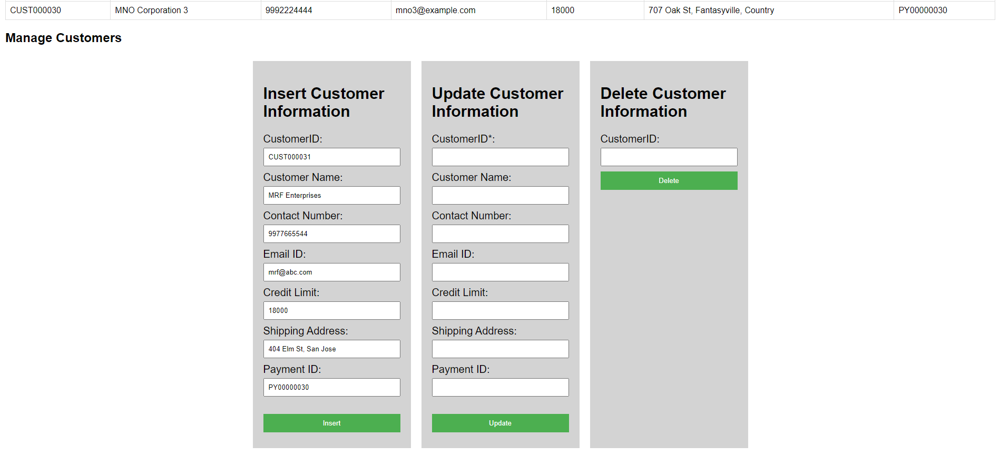 CUST000030 MNO Corporation 3 9992224444 mno3@example.com 18000 707 Oak St, Fantasyville, Country PY00000030
Manage Customers
Insert Customer
Information
CustomerID:
CUST000031
Customer Name:
MRF Enterprises
Contact Number:
9977665544
Email ID:
mrf@abc.com
Credit Limit:
18000
Shipping Address:
404 Elm St, San Jose
Payment ID:
PY00000030
Insert
Update Customer
Information
CustomerID*:
Customer Name:
Contact Number:
Email ID:
Credit Limit:
Shipping Address:
Payment ID:
Update
Delete Customer
Information
CustomerID:
Delete